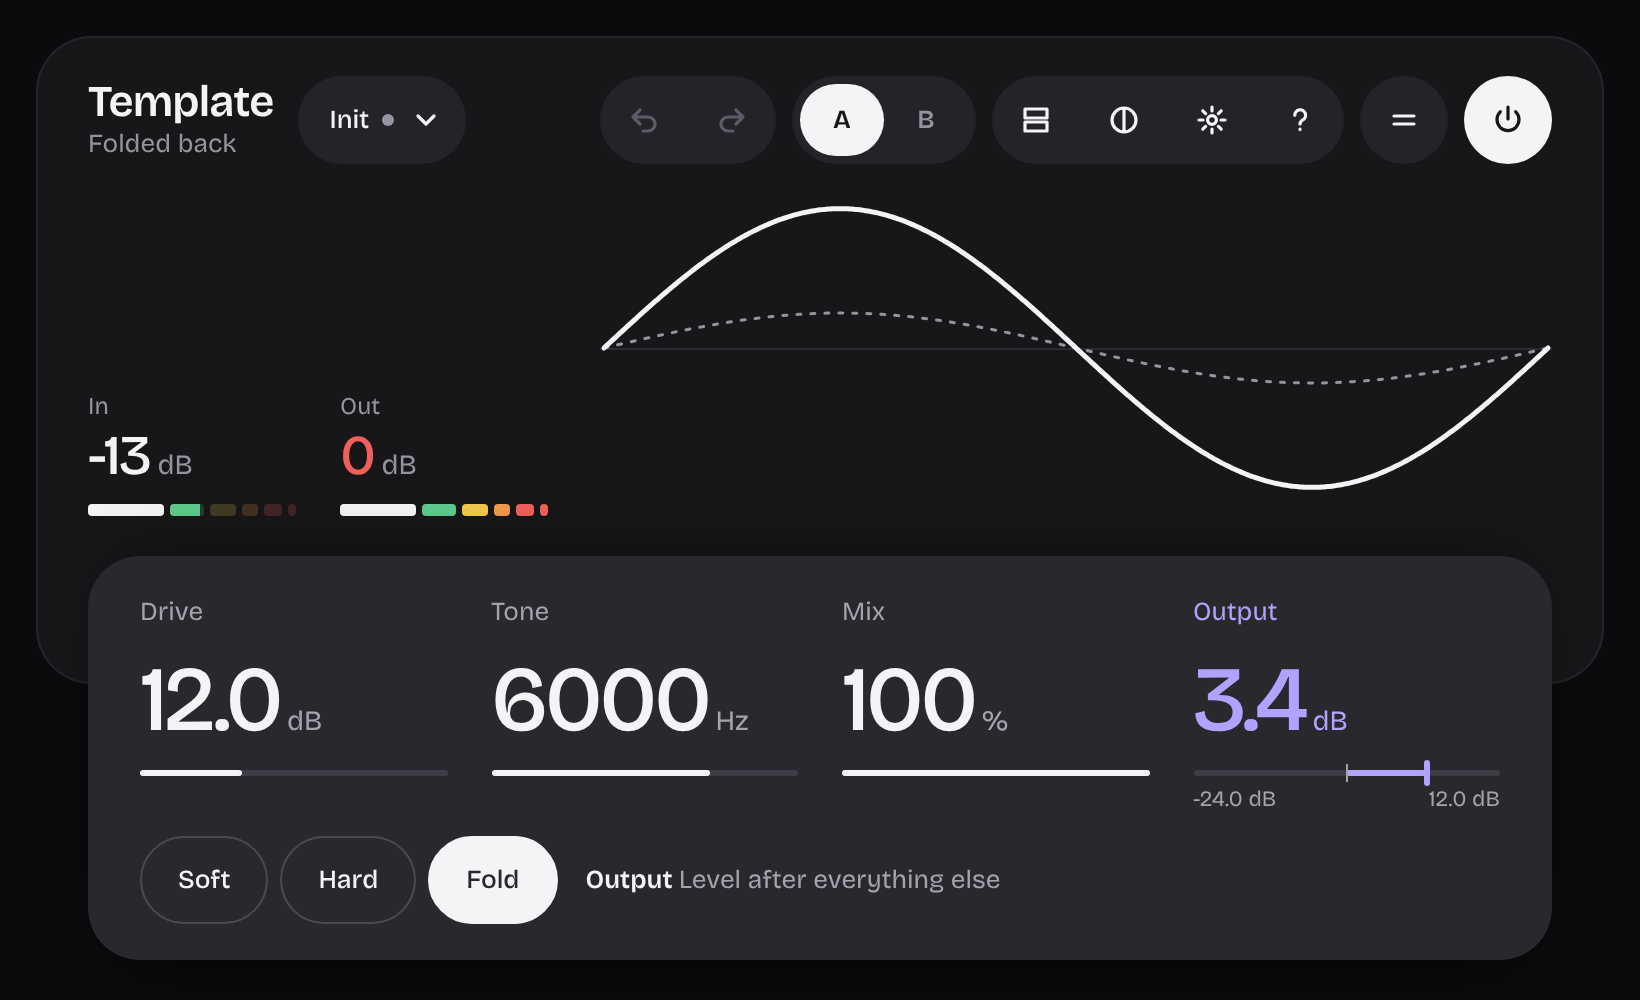 Template
Folded back
Init
A
B
?
In
-13 dB
Out
0 dB
Drive
12.0 dB
Tone
6000 Hz
Mix
100 %
Output
3.4 dB
-24.0 dB
12.0 dB
Soft
Hard
Fold
Output Level after everything else